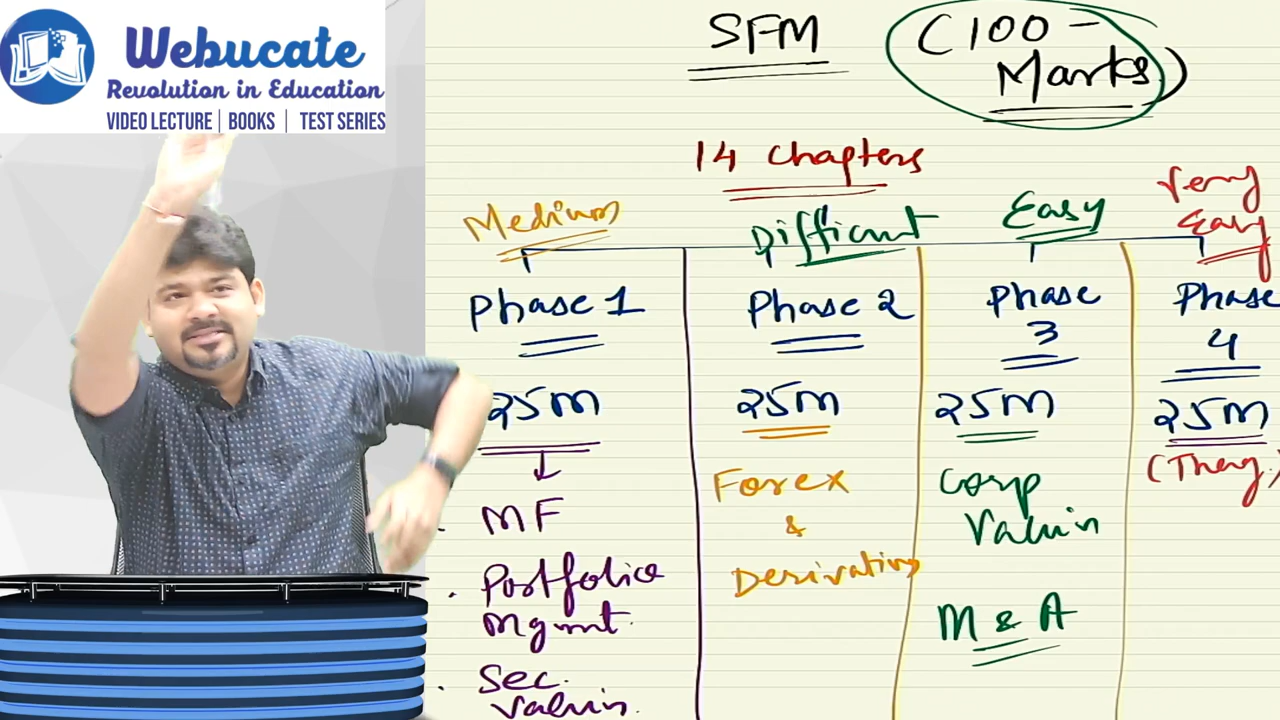 Webucate
Revolution in Education
VIDEO LECTURE | BOOKS | TEST SERIES
SFM (100-
Marks)
14 Chapters
Medium
Difficult
Easy
Very
Easy
Phase 1
Phase 2
Phase
3
Phase
4
25M
25M
25M
25M
(Theory)
MF
Portfolio
Mgmt.
Sec.
Valuin.
Forex
&
Derivatives
Corp
Valuin
M & A